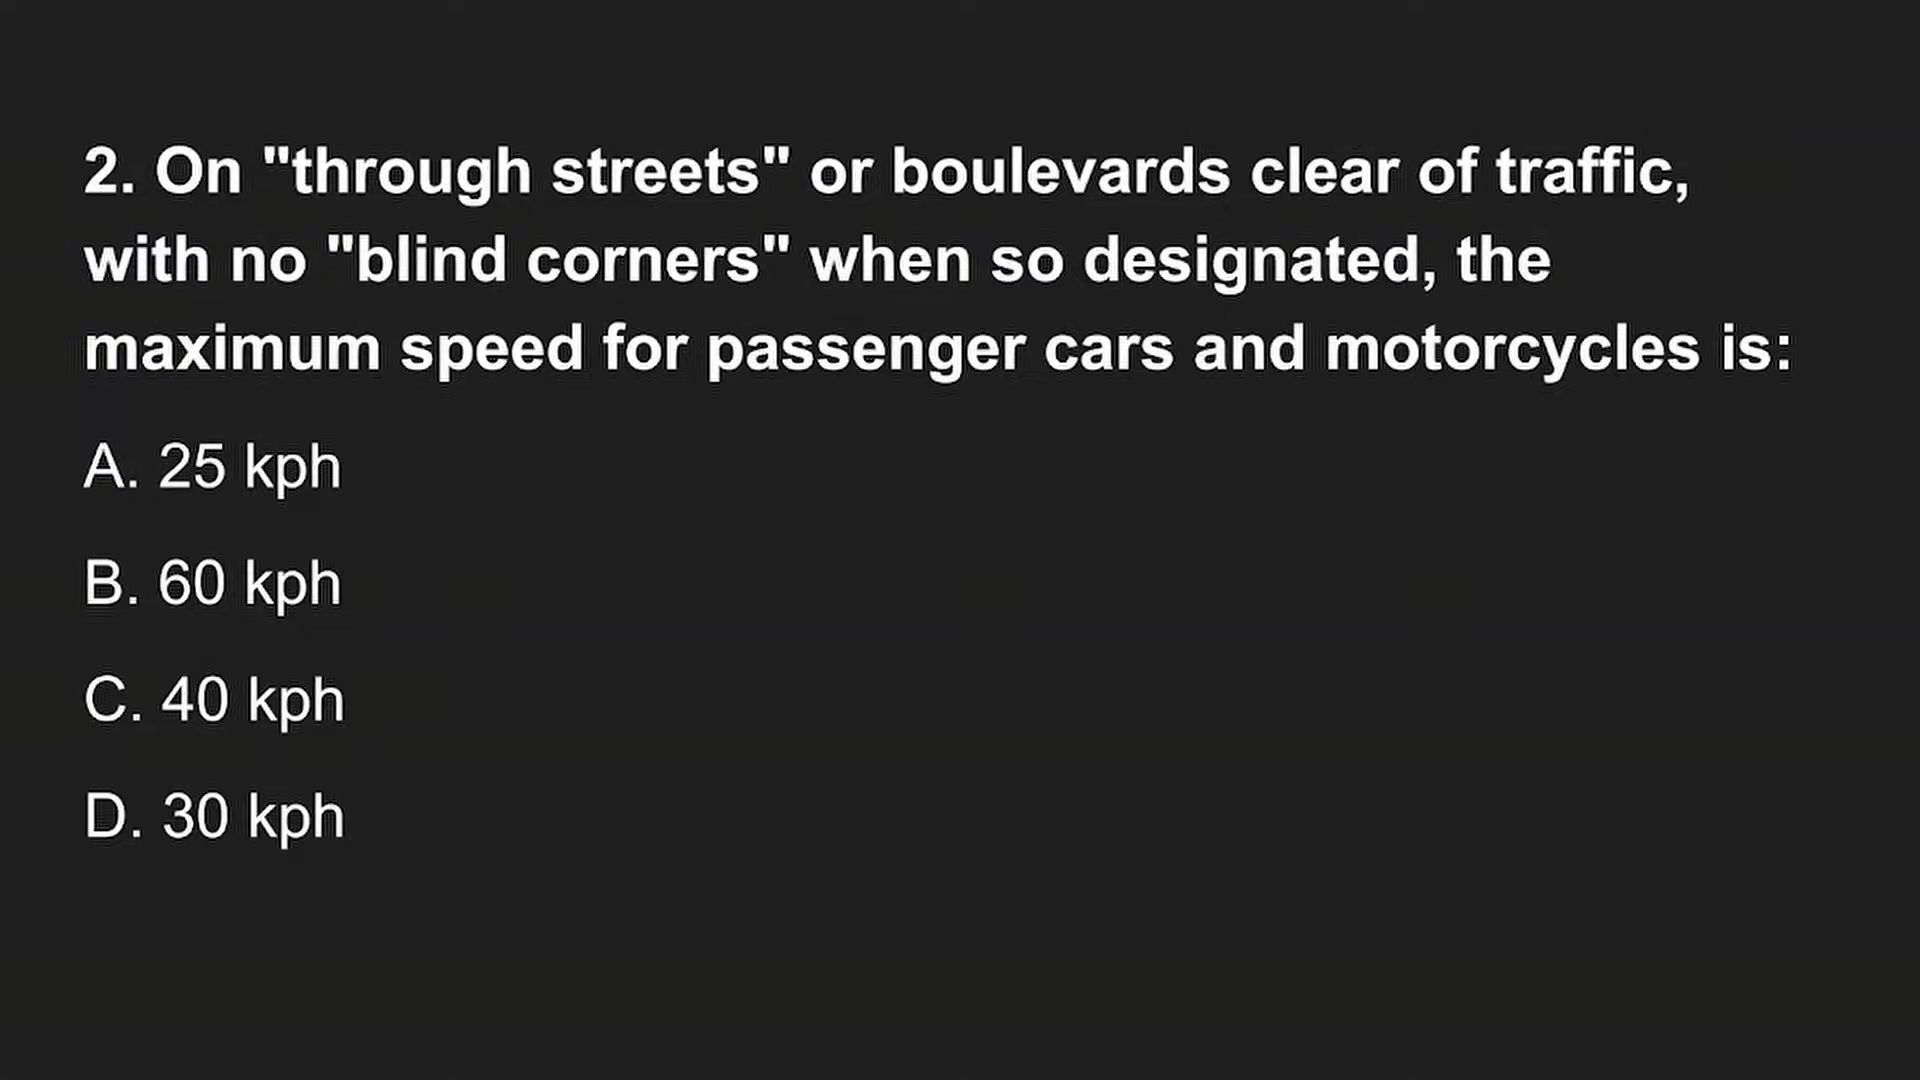 2. On "through streets" or boulevards clear of traffic,
with no "blind corners" when so designated, the
maximum speed for passenger cars and motorcycles is:
A. 25 kph
B. 60 kph
C. 40 kph
D. 30 kph